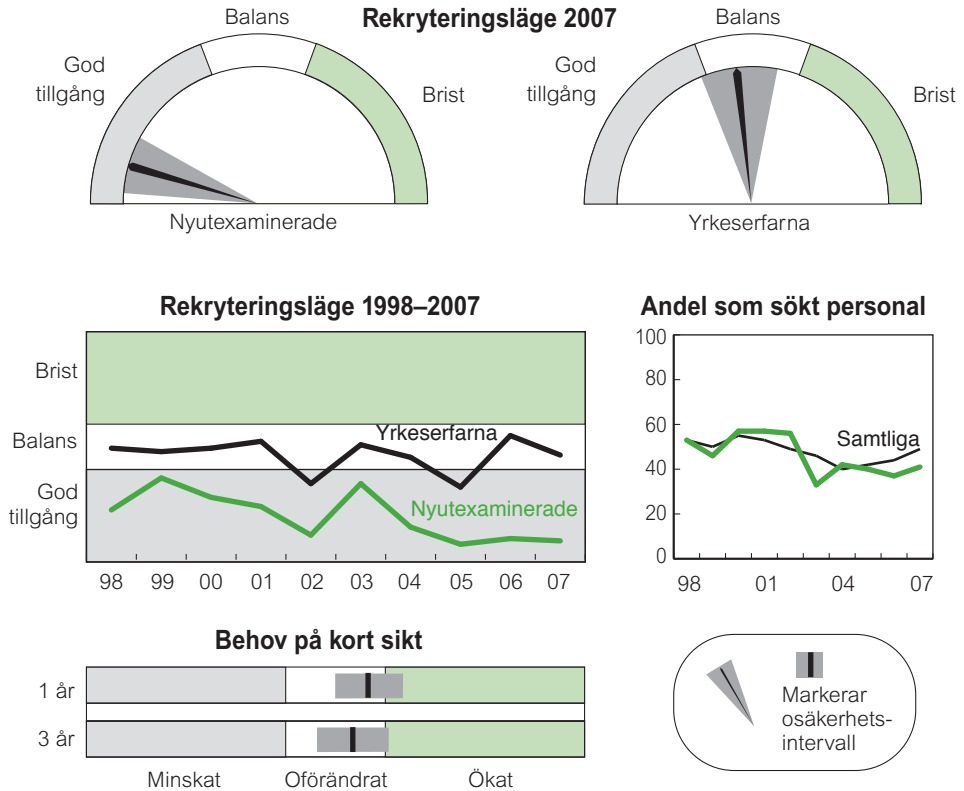 Rekryteringsläge 2007
Balans
God
tillgång
Brist
Nyutexaminerade
Balans
God
tillgång
Brist
Yrkeserfarna
Rekryteringsläge 1998–2007
Brist
Balans
God
tillgång
Yrkeserfarna
Nyutexaminerade
98 99 00 01 02 03 04 05 06 07
Andel som sökt personal
100
80
60
40
20
0
Samtliga
98 01 04 07
Behov på kort sikt
1 år
3 år
Minskat Oförändrat Ökat
Markerar
osäkerhets-
intervall